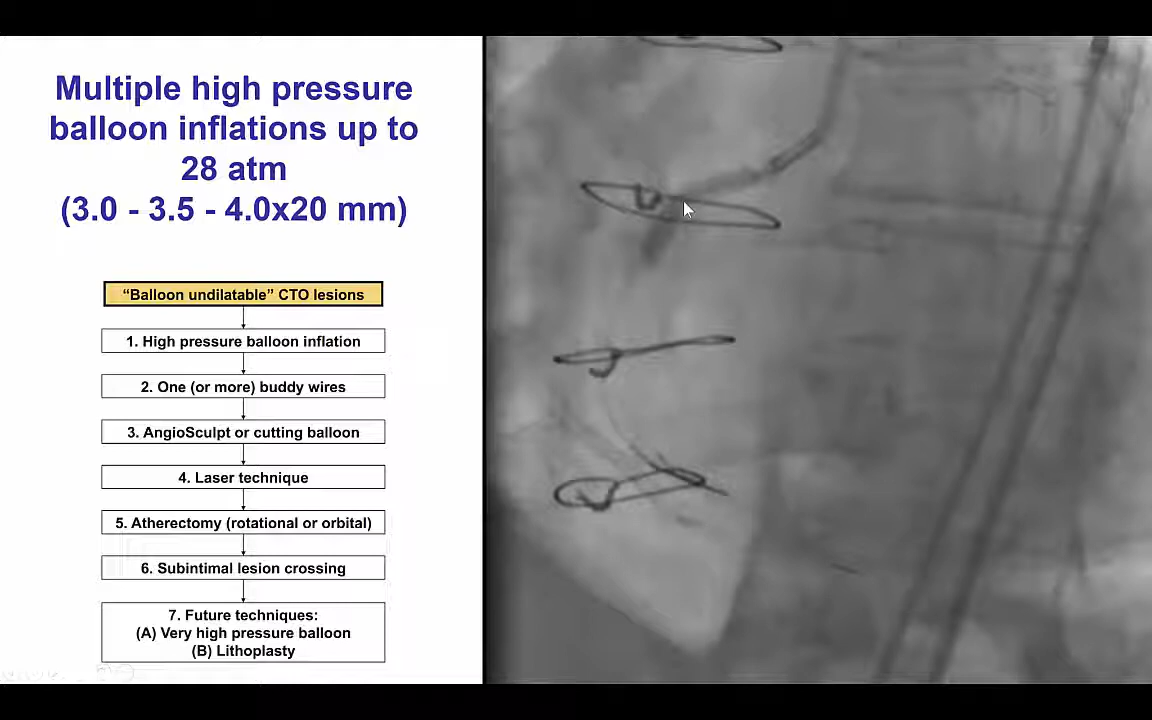 Multiple high pressure
balloon inflations up to
28 atm
(3.0 - 3.5 - 4.0x20 mm)
“Balloon undilatable” CTO lesions
1. High pressure balloon inflation
2. One (or more) buddy wires
3. AngioSculpt or cutting balloon
4. Laser technique
5. Atherectomy (rotational or orbital)
6. Subintimal lesion crossing
7. Future techniques:
(A) Very high pressure balloon
(B) Lithoplasty